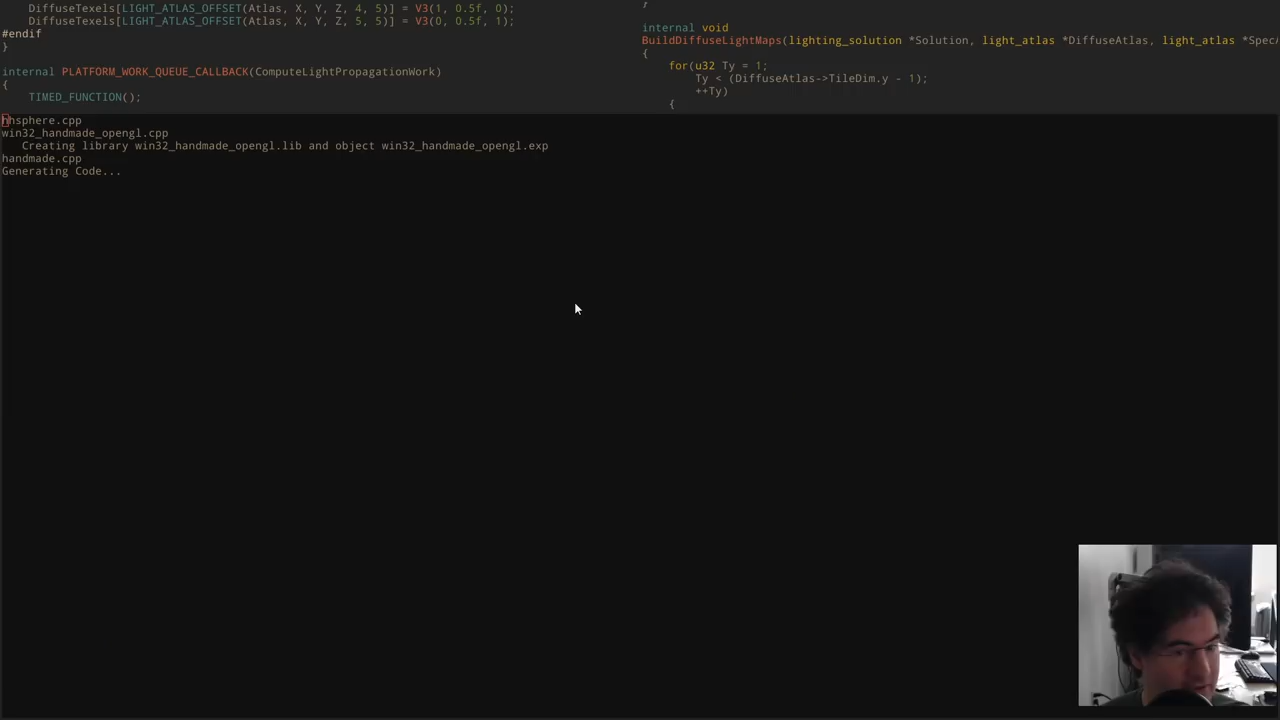 DiffuseTexels[LIGHT_ATLAS_OFFSET(Atlas, X, Y, Z, 4, 5)] = V3(1, 0.5f, 0);
DiffuseTexels[LIGHT_ATLAS_OFFSET(Atlas, X, Y, Z, 5, 5)] = V3(0, 0.5f, 1);
#endif
}
internal PLATFORM_WORK_QUEUE_CALLBACK(ComputeLightPropagationWork)
{
TIMED_FUNCTION();
internal void
BuildDiffuseLightMaps(lighting_solution *Solution, light_atlas *DiffuseAtlas, light_atlas *Spec
{
for(u32 Ty = 1;
Ty < (DiffuseAtlas->TileDim.y - 1);
++Ty)
{
hhsphere.cpp
win32_handmade_opengl.cpp
Creating library win32_handmade_opengl.lib and object win32_handmade_opengl.exp
handmade.cpp
Generating Code...